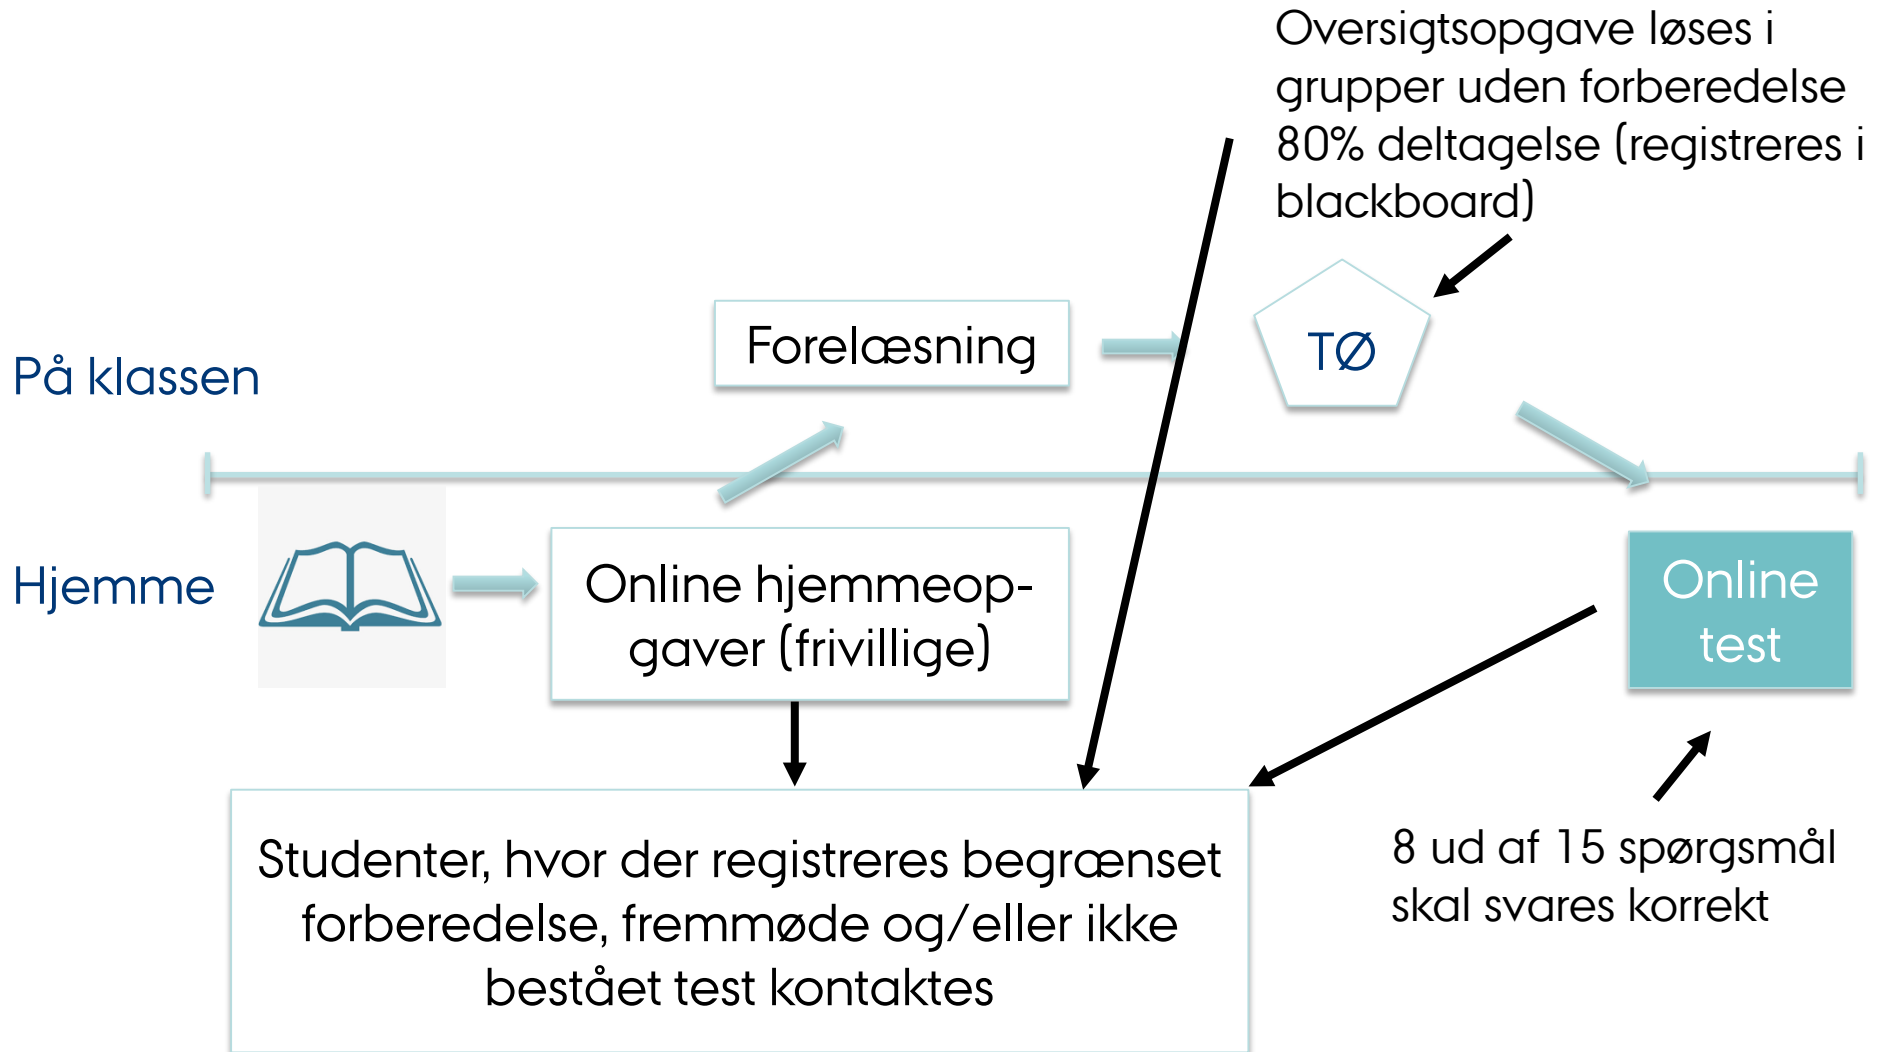 Oversigtsopgave løses i
grupper uden forberedelse
80% deltagelse (registreres i
blackboard)
Forelæsning
TØ
På klassen
Hjemme
Online hjemmeop-
gaver (frivillige)
Online
test
Studenter, hvor der registreres begrænset
forberedelse, fremmøde og/eller ikke
bestået test kontaktes
8 ud af 15 spørgsmål
skal svares korrekt